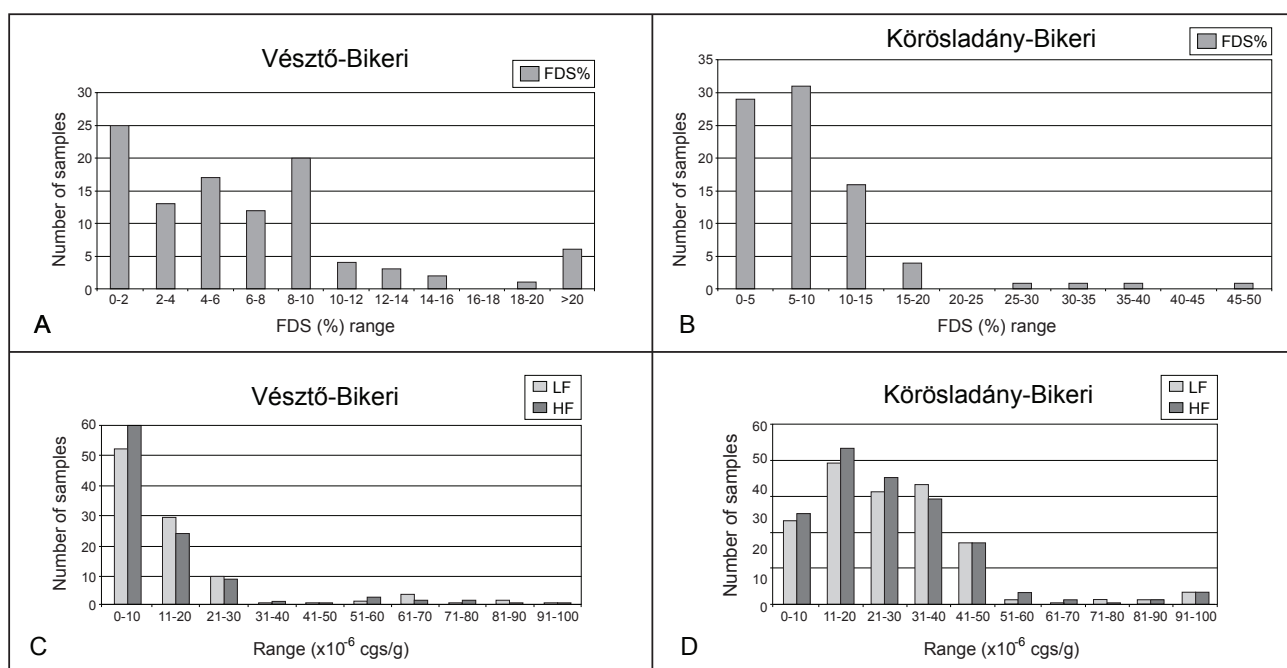 Vésztő-Bikeri
FDS%
Number of samples
30
25
20
15
10
5
0
0-2 2-4 4-6 6-8 8-10 10-12 12-14 14-16 16-18 18-20 >20
FDS (%) range
A
Körösladány-Bikeri
FDS%
Number of samples
35
30
25
20
15
10
5
0
0-5 5-10 10-15 15-20 20-25 25-30 30-35 35-40 40-45 45-50
FDS (%) range
B
Vésztő-Bikeri
LF
HF
Number of samples
60
50
40
30
20
10
0
0-10 11-20 21-30 31-40 41-50 51-60 61-70 71-80 81-90 91-100
Range (x10⁻⁶ cgs/g)
C
Körösladány-Bikeri
LF
HF
Number of samples
60
50
40
30
20
10
0
0-10 11-20 21-30 31-40 41-50 51-60 61-70 71-80 81-90 91-100
Range (x10⁻⁶ cgs/g)
D